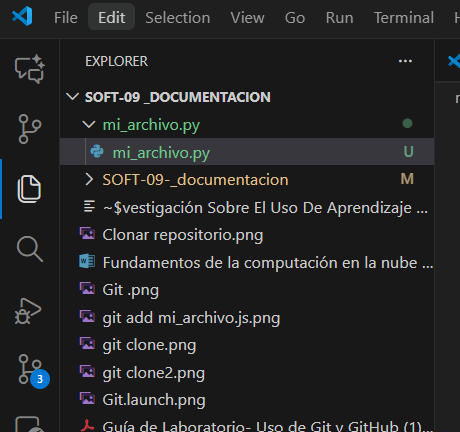 File Edit Selection View Go Run Terminal
EXPLORER ...
SOFT-09 _DOCUMENTACION
mi_archivo.py
mi_archivo.py U
SOFT-09-_documentacion M
~$vestigación Sobre El Uso De Aprendizaje ...
Clonar repositorio.png
Fundamentos de la computación en la nube ...
Git .png
git add mi_archivo.js.png
git clone.png
git clone2.png
3
Git.launch.png
Guía de Laboratorio- Uso de Git y GitHub (1)...